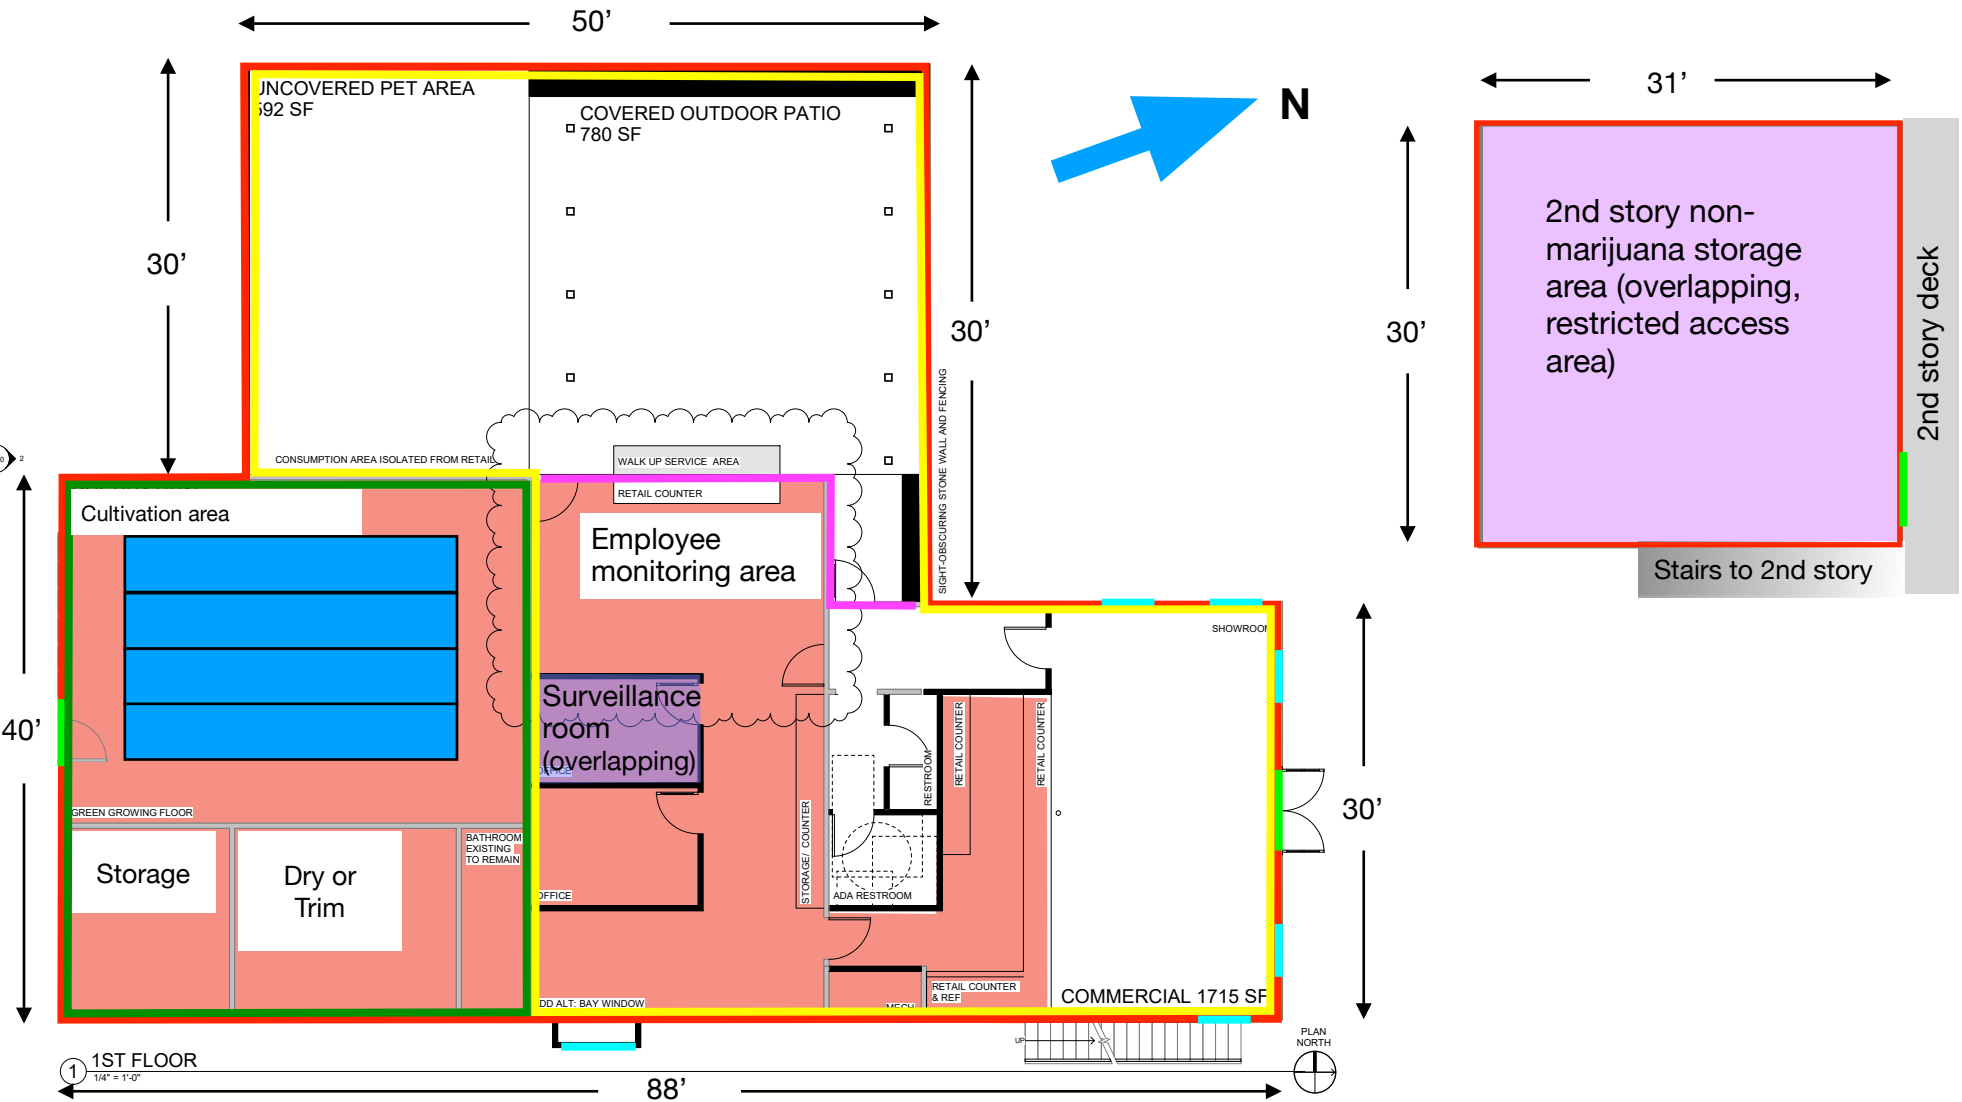 50’
UNCOVERED PET AREA
592 SF
COVERED OUTDOOR PATIO
780 SF
N
31’
30’
30’
30’
30’
2nd story non-
marijuana storage
area (overlapping,
restricted access
area)
2nd story deck
Stairs to 2nd story
SIGHT-OBSCURING STONE WALL AND FENCING
2
CONSUMPTION AREA ISOLATED FROM RETAIL
WALK UP SERVICE AREA
RETAIL COUNTER
Cultivation area
Employee
monitoring area
SHOWROOM
Surveillance
room
(overlapping)
OFFICE
40’
RETAIL COUNTER
RETAIL COUNTER
RESTROOM
STORAGE/ COUNTER
GREEN GROWING FLOOR
BATHROOM
EXISTING
TO REMAIN
Storage
Dry or
Trim
OFFICE
ADA RESTROOM
DD ALT: BAY WINDOW
MECH
RETAIL COUNTER
& REF
COMMERCIAL 1715 SF
UP
PLAN
NORTH
1
1ST FLOOR
1/4" = 1'-0"
88’